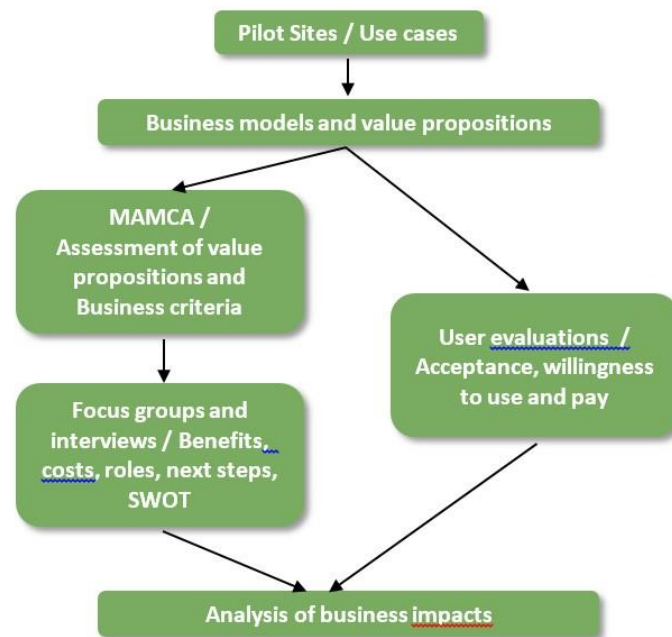 Pilot Sites / Use cases
Business models and value propositions
MAMCA /
Assessment of value
propositions and
Business criteria
User evaluations /
Acceptance, willingness
to use and pay
Focus groups and
interviews / Benefits,
costs, roles, next steps,
SWOT
Analysis of business impacts